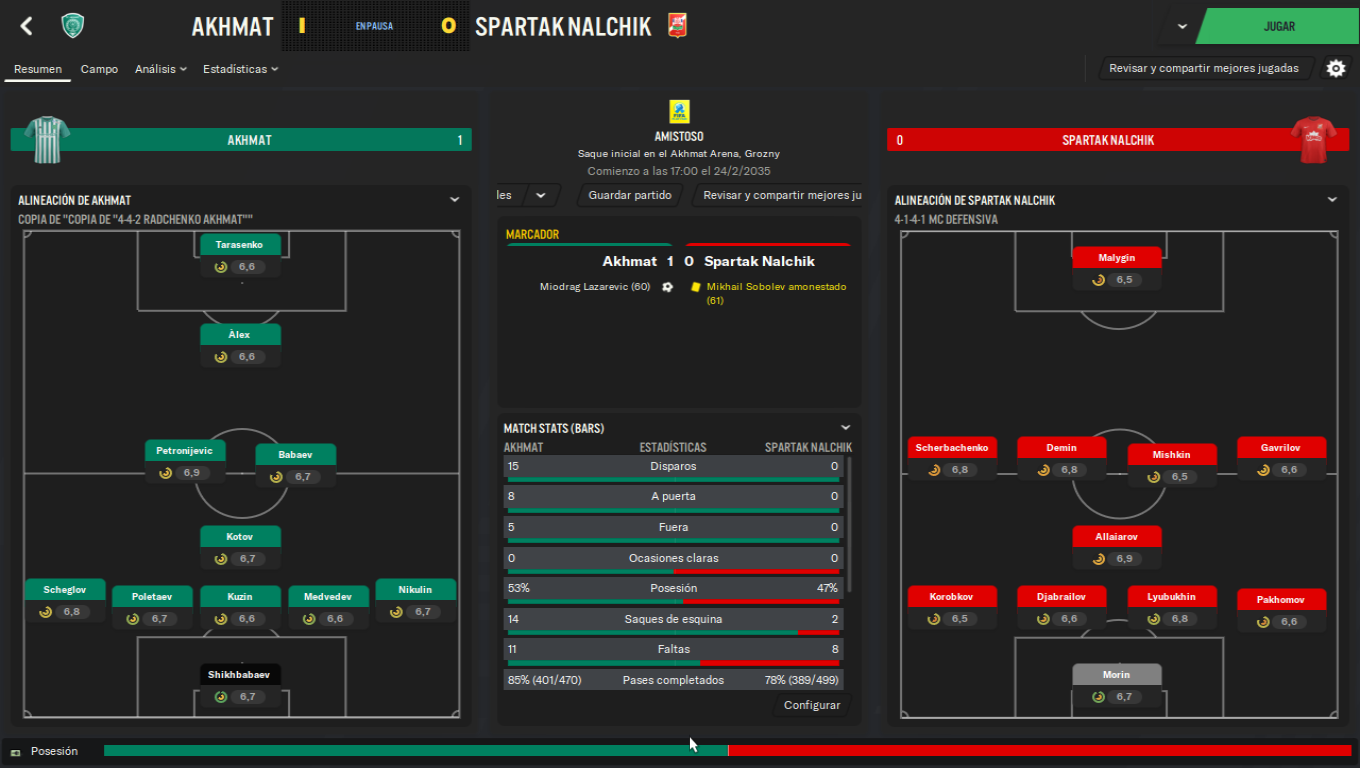 AKHMAT 1 EN PAUSA 0 SPARTAK NALCHIK
JUGAR
Resumen Campo Análisis Estadísticas
Revisar y compartir mejores jugadas
AKHMAT 1
ALINEACIÓN DE AKHMAT
COPIA DE "COPIA DE "4-4-2 RADCHENKO AKHMAT""
Tarasenko
6,6
Àlex
6,6
Petronijevic
6,9
Babaev
6,7
Kotov
6,7
Scheglov
6,8
Poletaev
6,7
Kuzin
6,6
Medvedev
6,6
Nikulin
6,7
Shikhbabaev
6,7
AMISTOSO
Saque inicial en el Akhmat Arena, Grozny
Comienzo a las 17:00 el 24/2/2035
les Guardar partido Revisar y compartir mejores ju
MARCADOR
Akhmat 1 0 Spartak Nalchik
Miodrag Lazarevic (60)
Mikhail Sobolev amonestado
(61)
MATCH STATS (BARS)
AKHMAT ESTADÍSTICAS SPARTAK NALCHIK
15 Disparos 0
8 A puerta 0
5 Fuera 0
0 Ocasiones claras 0
53% Posesión 47%
14 Saques de esquina 2
11 Faltas 8
85% (401/470) Pases completados 78% (389/499)
Configurar
0 SPARTAK NALCHIK
ALINEACIÓN DE SPARTAK NALCHIK
4-1-4-1 MC DEFENSIVA
Malygin
6,5
Scherbachenko
6,8
Demin
6,8
Mishkin
6,5
Gavrilov
6,6
Allaiarov
6,9
Korobkov
6,5
Djabrailov
6,6
Lyubukhin
6,8
Pakhomov
6,6
Morin
6,7
Posesión